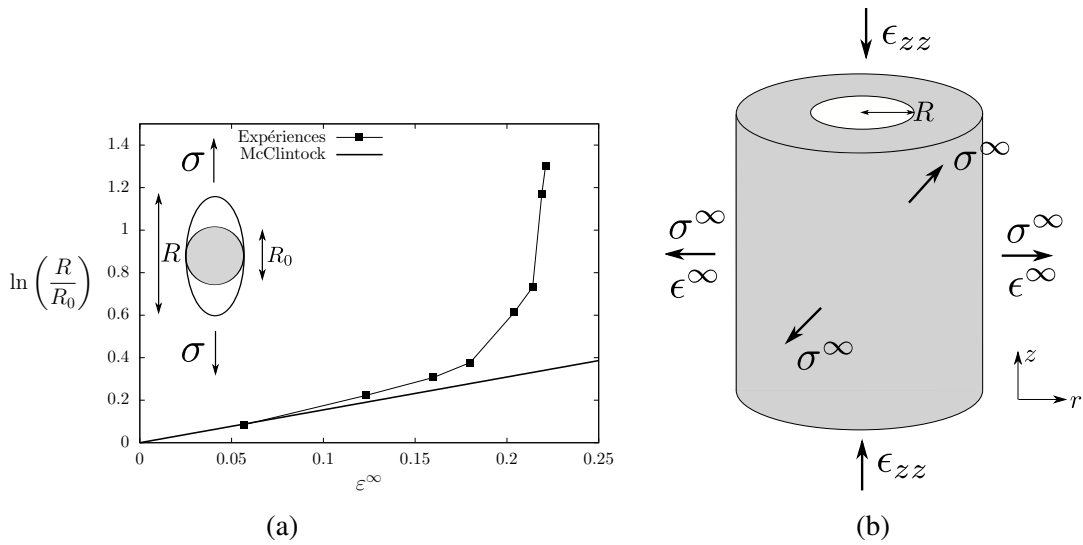 Expériences
McClintock
1.4
1.2
1
0.8
0.6
0.4
0.2
0
ln(R/R₀)
σ
R
R₀
σ
0
0.05
0.1
0.15
0.2
0.25
ε^∞
(a)
ϵ_zz
R
σ^∞
σ^∞
ϵ^∞
σ^∞
ϵ^∞
σ^∞
z
r
ϵ_zz
(b)